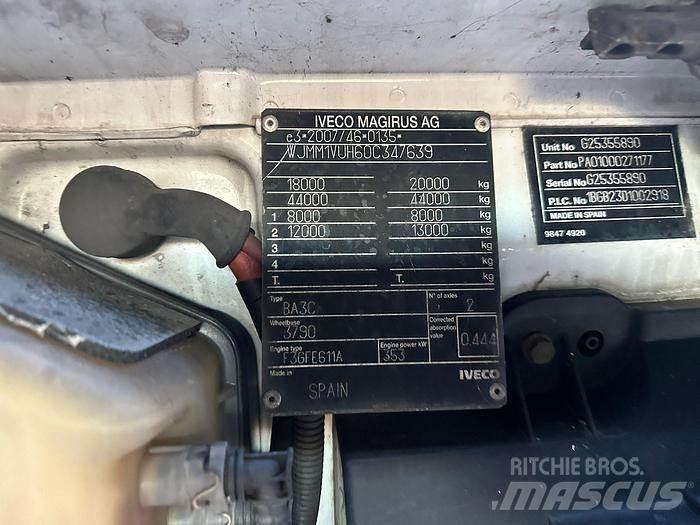 IVECO MAGIRUS AG
e3*2007/46*0135*
WJMM1VUH60C347639
18000 20000 kg
44000 44000 kg
1 8000 8000 kg
2 12000 13000 kg
3 kg
4 kg
T. T. kg
Type BA3C N° of axles 2
Wheelbase 3790 Corrected absorption value 0,444
Engine type F3GFE611A Engine power kW 353
Made in SPAIN IVECO
Unit No G25355890
Part No PA0100027177
Serial No G25355890
P.I.C. No 1BGB23D1002918
MADE IN SPAIN
9847 4920
RITCHIE BROS.
MASCUS